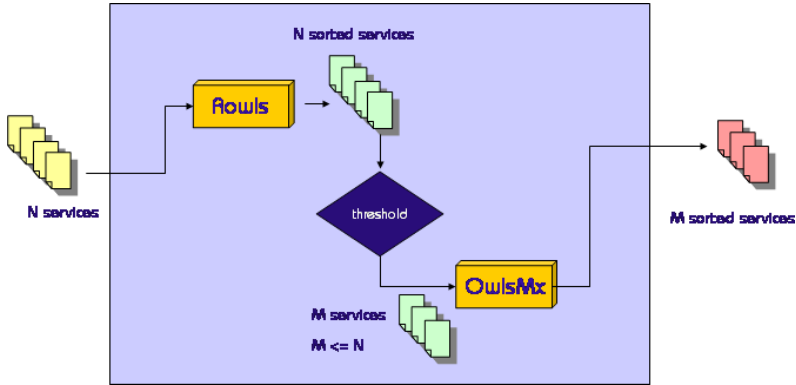 N sorted services
Rowls
N services
threshold
M sorted services
OwlsMx
M services
M <= N